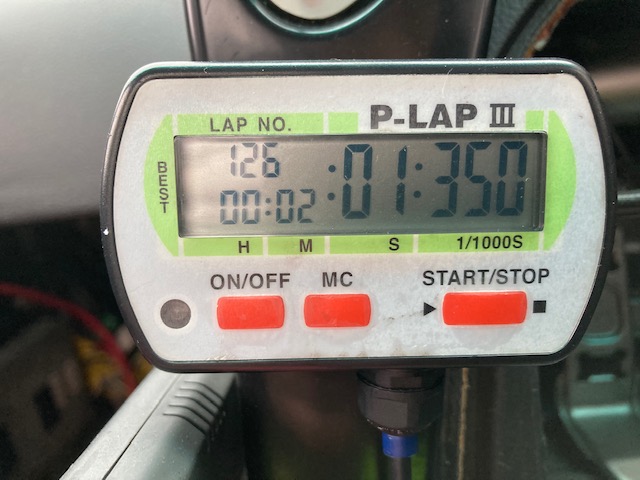 LAP NO.
P-LAP III
BEST
126
00:02:01:350
H M S 1/1000S
ON/OFF MC START/STOP